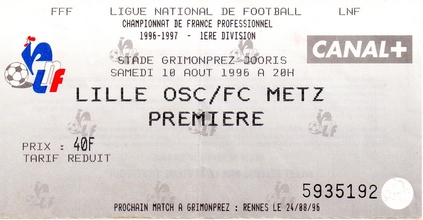 FFF LIGUE NATIONAL DE FOOTBALL LNF
CHAMPIONNAT DE FRANCE PROFESSIONNEL
1996-1997 - 1ERE DIVISION
STADE GRIMONPREZ-JOORIS
SAMEDI 10 AOUT 1996 A 20H
CANAL+
LF
LILLE OSC/FC METZ
PREMIERE
PRIX : 40F
TARIF REDUIT
5935192
PROCHAIN MATCH A GRIMONPREZ : RENNES LE 24/08/96